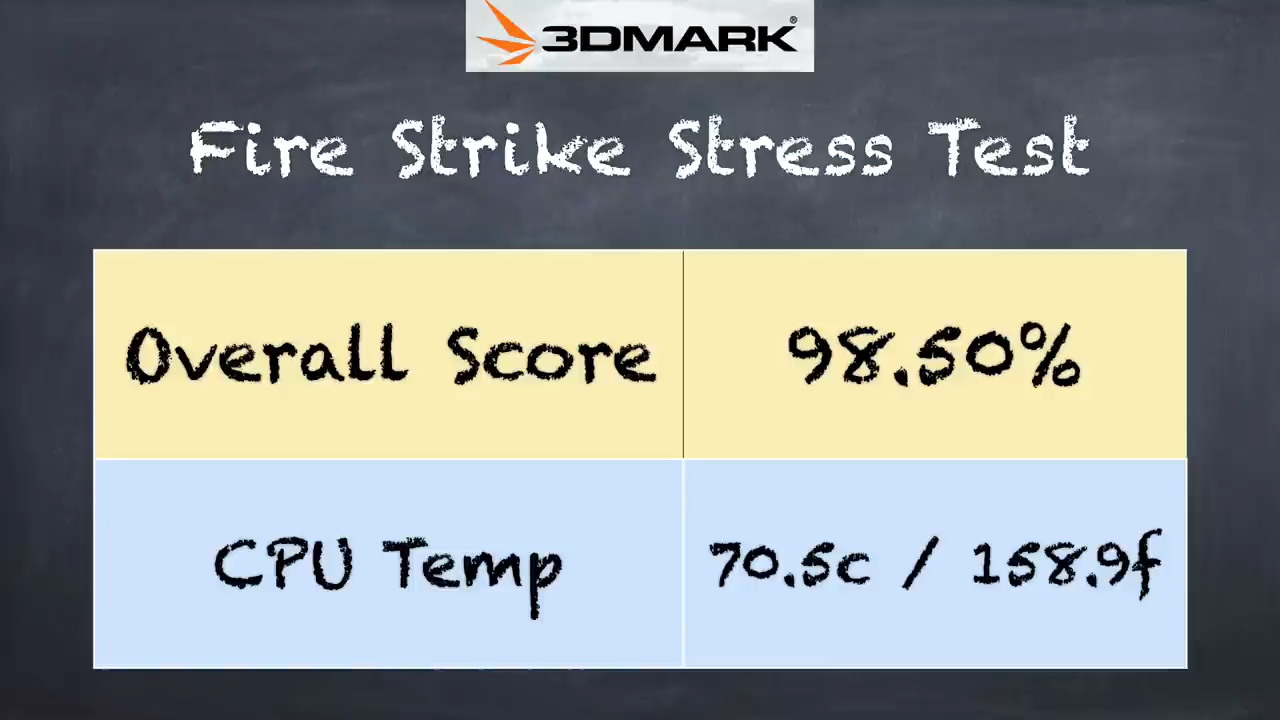 3DMARK®
Fire Strike Stress Test
Overall Score 98.50%
CPU Temp 70.5c / 158.9f